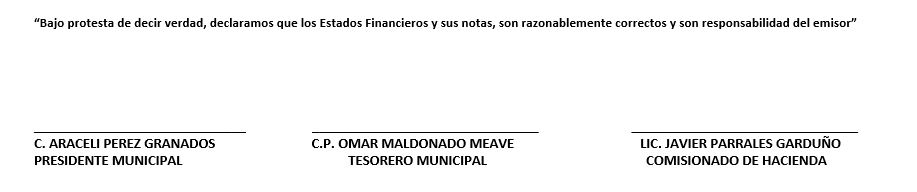 “Bajo protesta de decir verdad, declaramos que los Estados Financieros y sus notas, son razonablemente correctos y son responsabilidad del emisor”
C. ARACELI PEREZ GRANADOS C.P. OMAR MALDONADO MEAVE LIC. JAVIER PARRALES GARDUÑO
PRESIDENTE MUNICIPAL TESORERO MUNICIPAL COMISIONADO DE HACIENDA